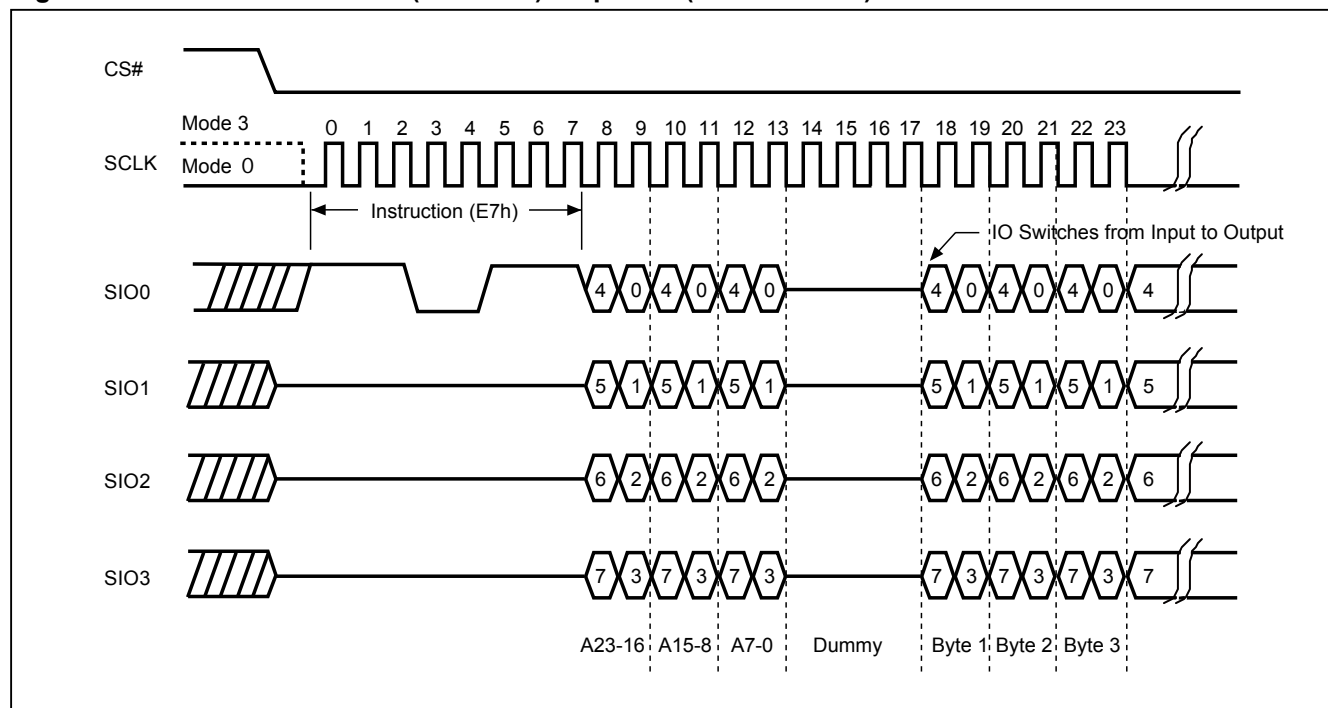 CS#
Mode 3
0 1 2 3 4 5 6 7 8 9 10 11 12 13 14 15 16 17 18 19 20 21 22 23
SCLK
Mode 0
Instruction (E7h)
IO Switches from Input to Output
SIO0
4 0 4 0 4 0 4 0 4 0 4 0 4
SIO1
5 1 5 1 5 1 5 1 5 1 5 1 5
SIO2
6 2 6 2 6 2 6 2 6 2 6 2 6
SIO3
7 3 7 3 7 3 7 3 7 3 7 3 7
A23-16 A15-8 A7-0 Dummy Byte 1 Byte 2 Byte 3